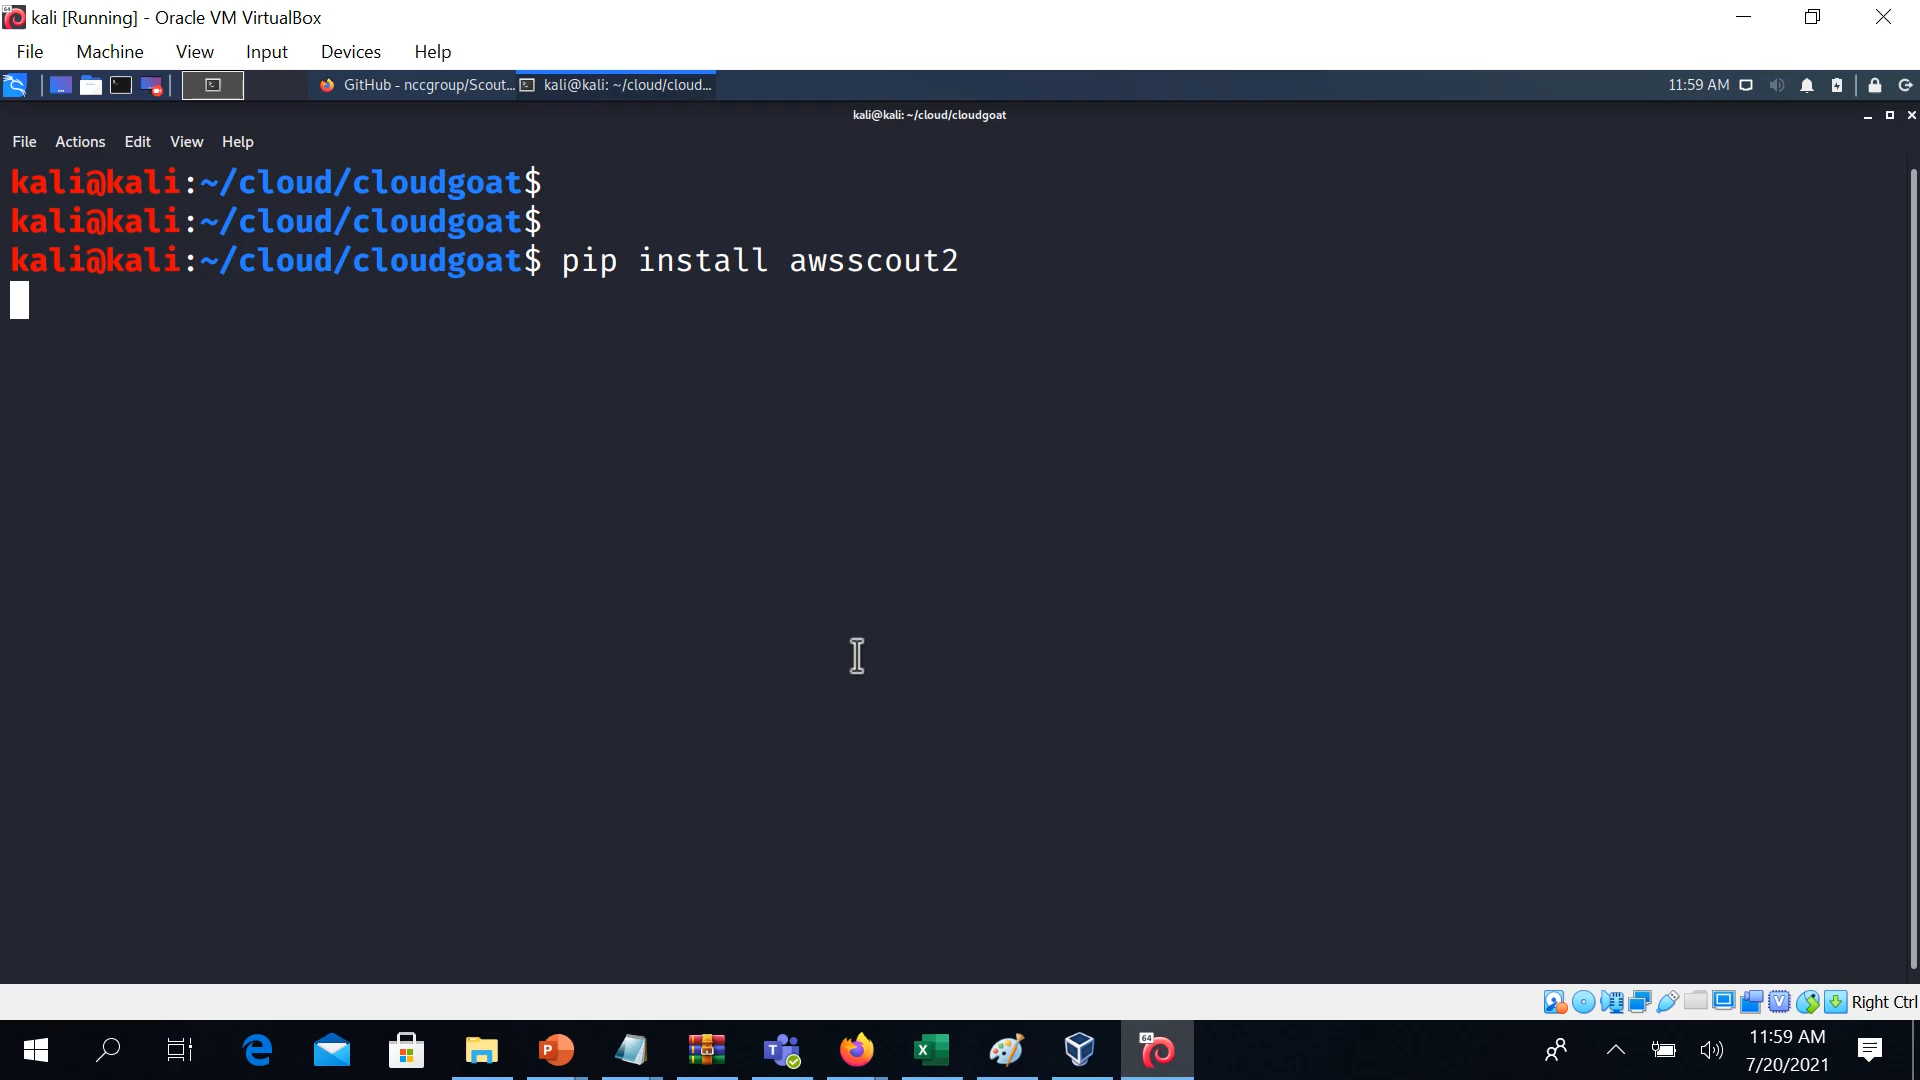 kali [Running] - Oracle VM VirtualBox
File Machine View Input Devices Help
GitHub - nccgroup/Scout... kali@kali: ~/cloud/cloud... 11:59 AM
kali@kali: ~/cloud/cloudgoat
File Actions Edit View Help
kali@kali:~/cloud/cloudgoat$
kali@kali:~/cloud/cloudgoat$
kali@kali:~/cloud/cloudgoat$ pip install awsscout2
Right Ctrl
11:59 AM
7/20/2021